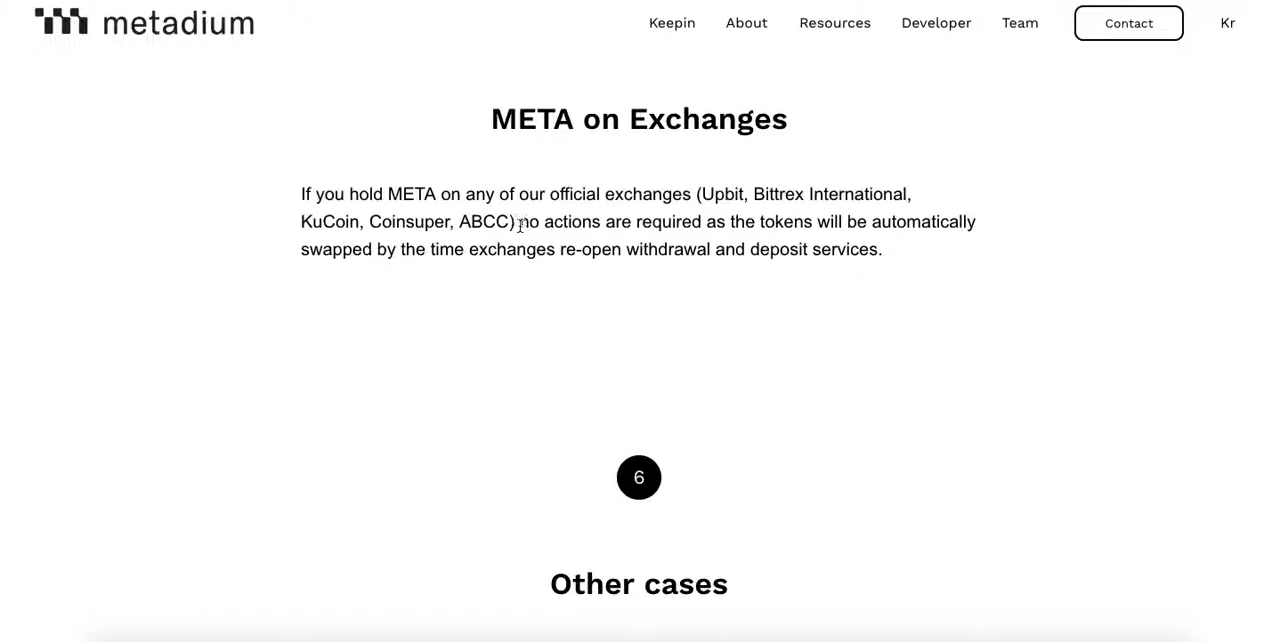 metadium
Keepin
About
Resources
Developer
Team
Contact
Kr
META on Exchanges
If you hold META on any of our official exchanges (Upbit, Bittrex International,
KuCoin, Coinsuper, ABCC) no actions are required as the tokens will be automatically
swapped by the time exchanges re-open withdrawal and deposit services.
6
Other cases